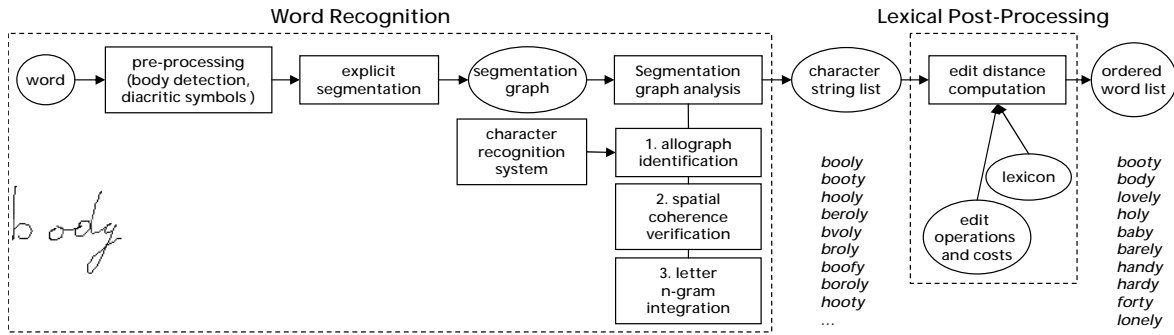 Word Recognition
Lexical Post-Processing
word
pre-processing
(body detection,
diacritic symbols )
explicit
segmentation
segmentation
graph
Segmentation
graph analysis
character
string list
edit distance
computation
ordered
word list
character
recognition
system
1. allograph
identification
2. spatial
coherence
verification
3. letter
n-gram
integration
body
booly
booty
hooly
beroly
bvoly
broly
boofy
boroly
hooty
...
lexicon
edit
operations
and costs
booty
body
lovely
holy
baby
barely
handy
hardy
forty
lonely